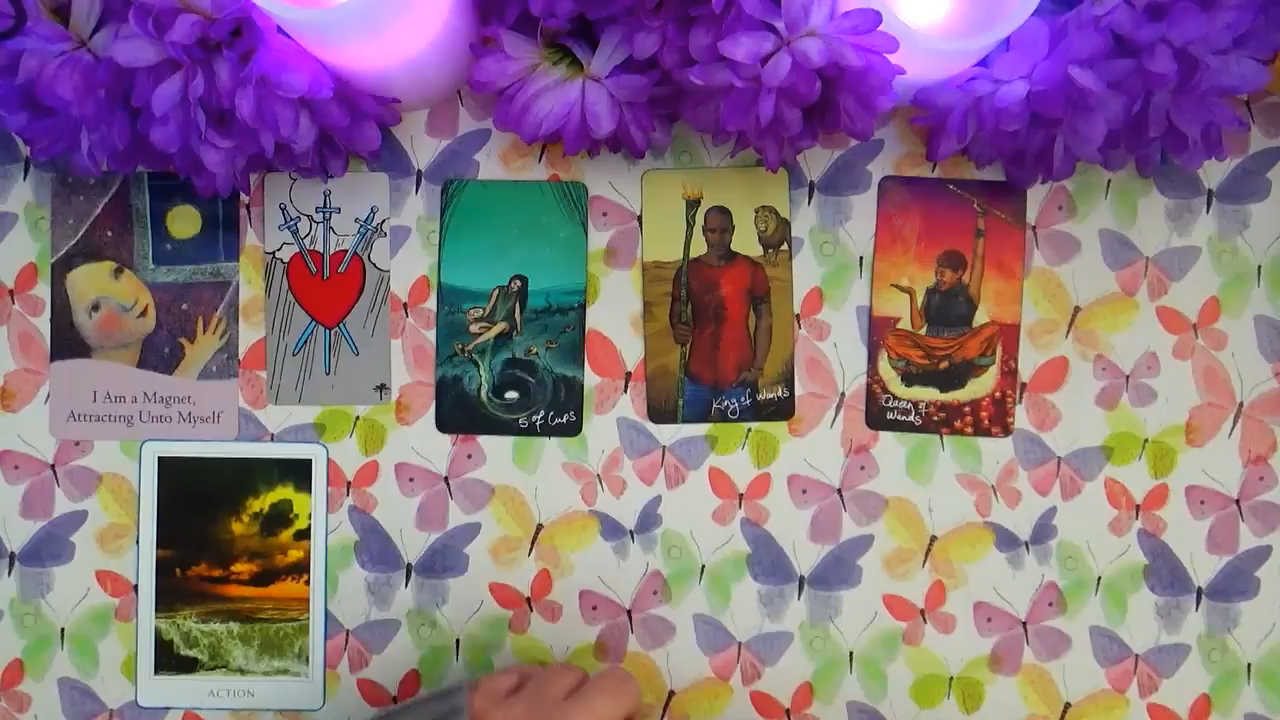 I Am a Magnet,
Attracting Unto Myself
5 of Cups
King of Wands
Queen of
Wands
ACTION